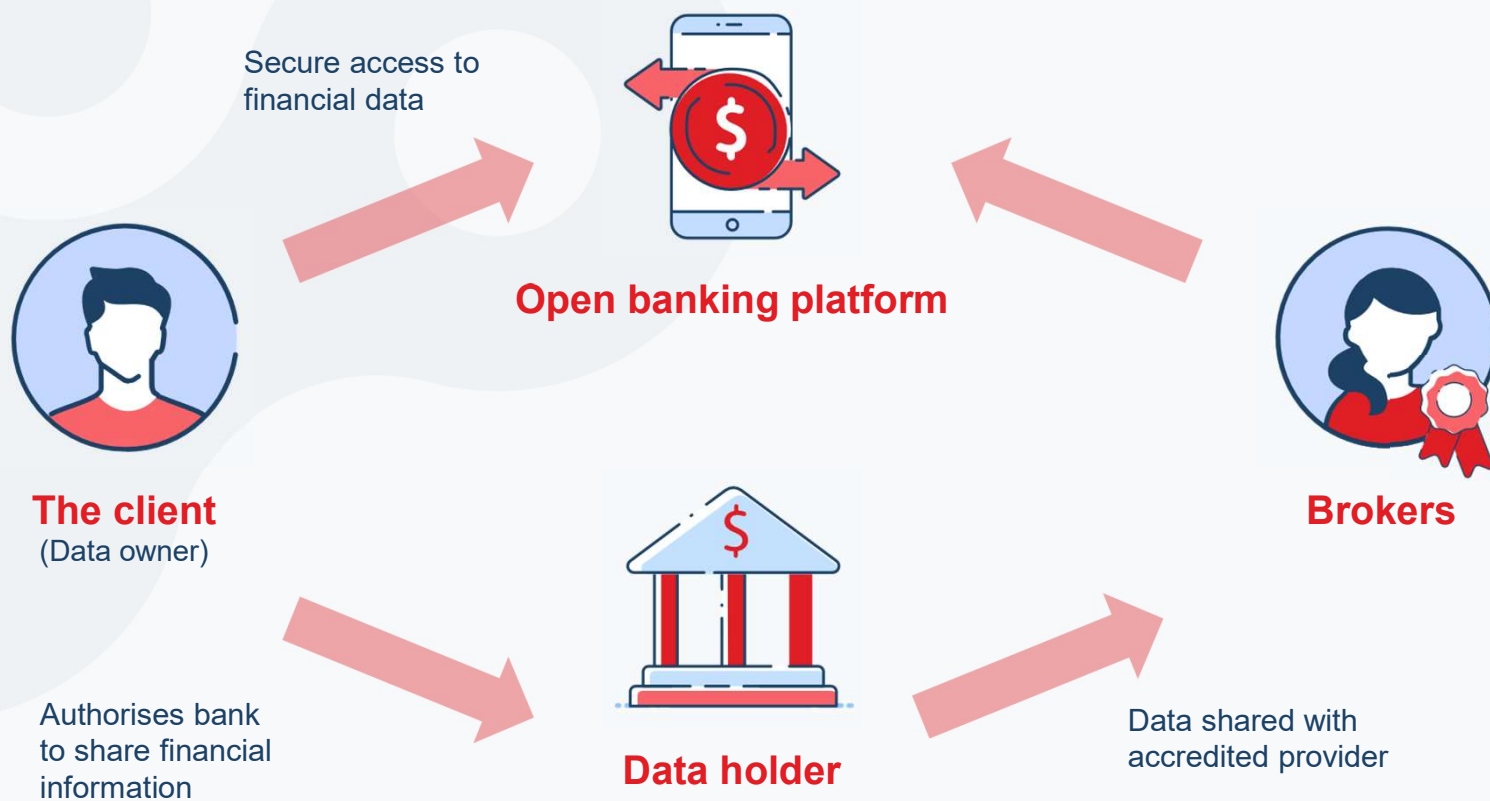 Secure access to
financial data
$
Open banking platform
The client
(Data owner)
Brokers
$
Authorises bank
to share financial
information
Data holder
Data shared with
accredited provider